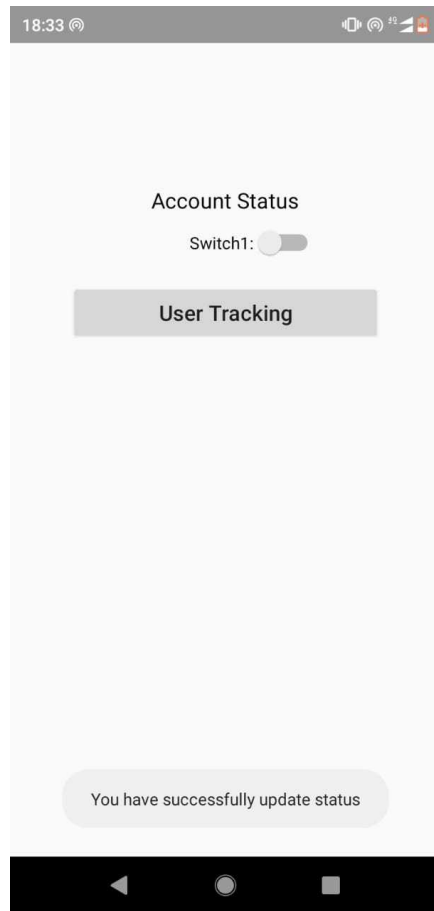 18:33
Account Status
Switch1:
User Tracking
You have successfully update status